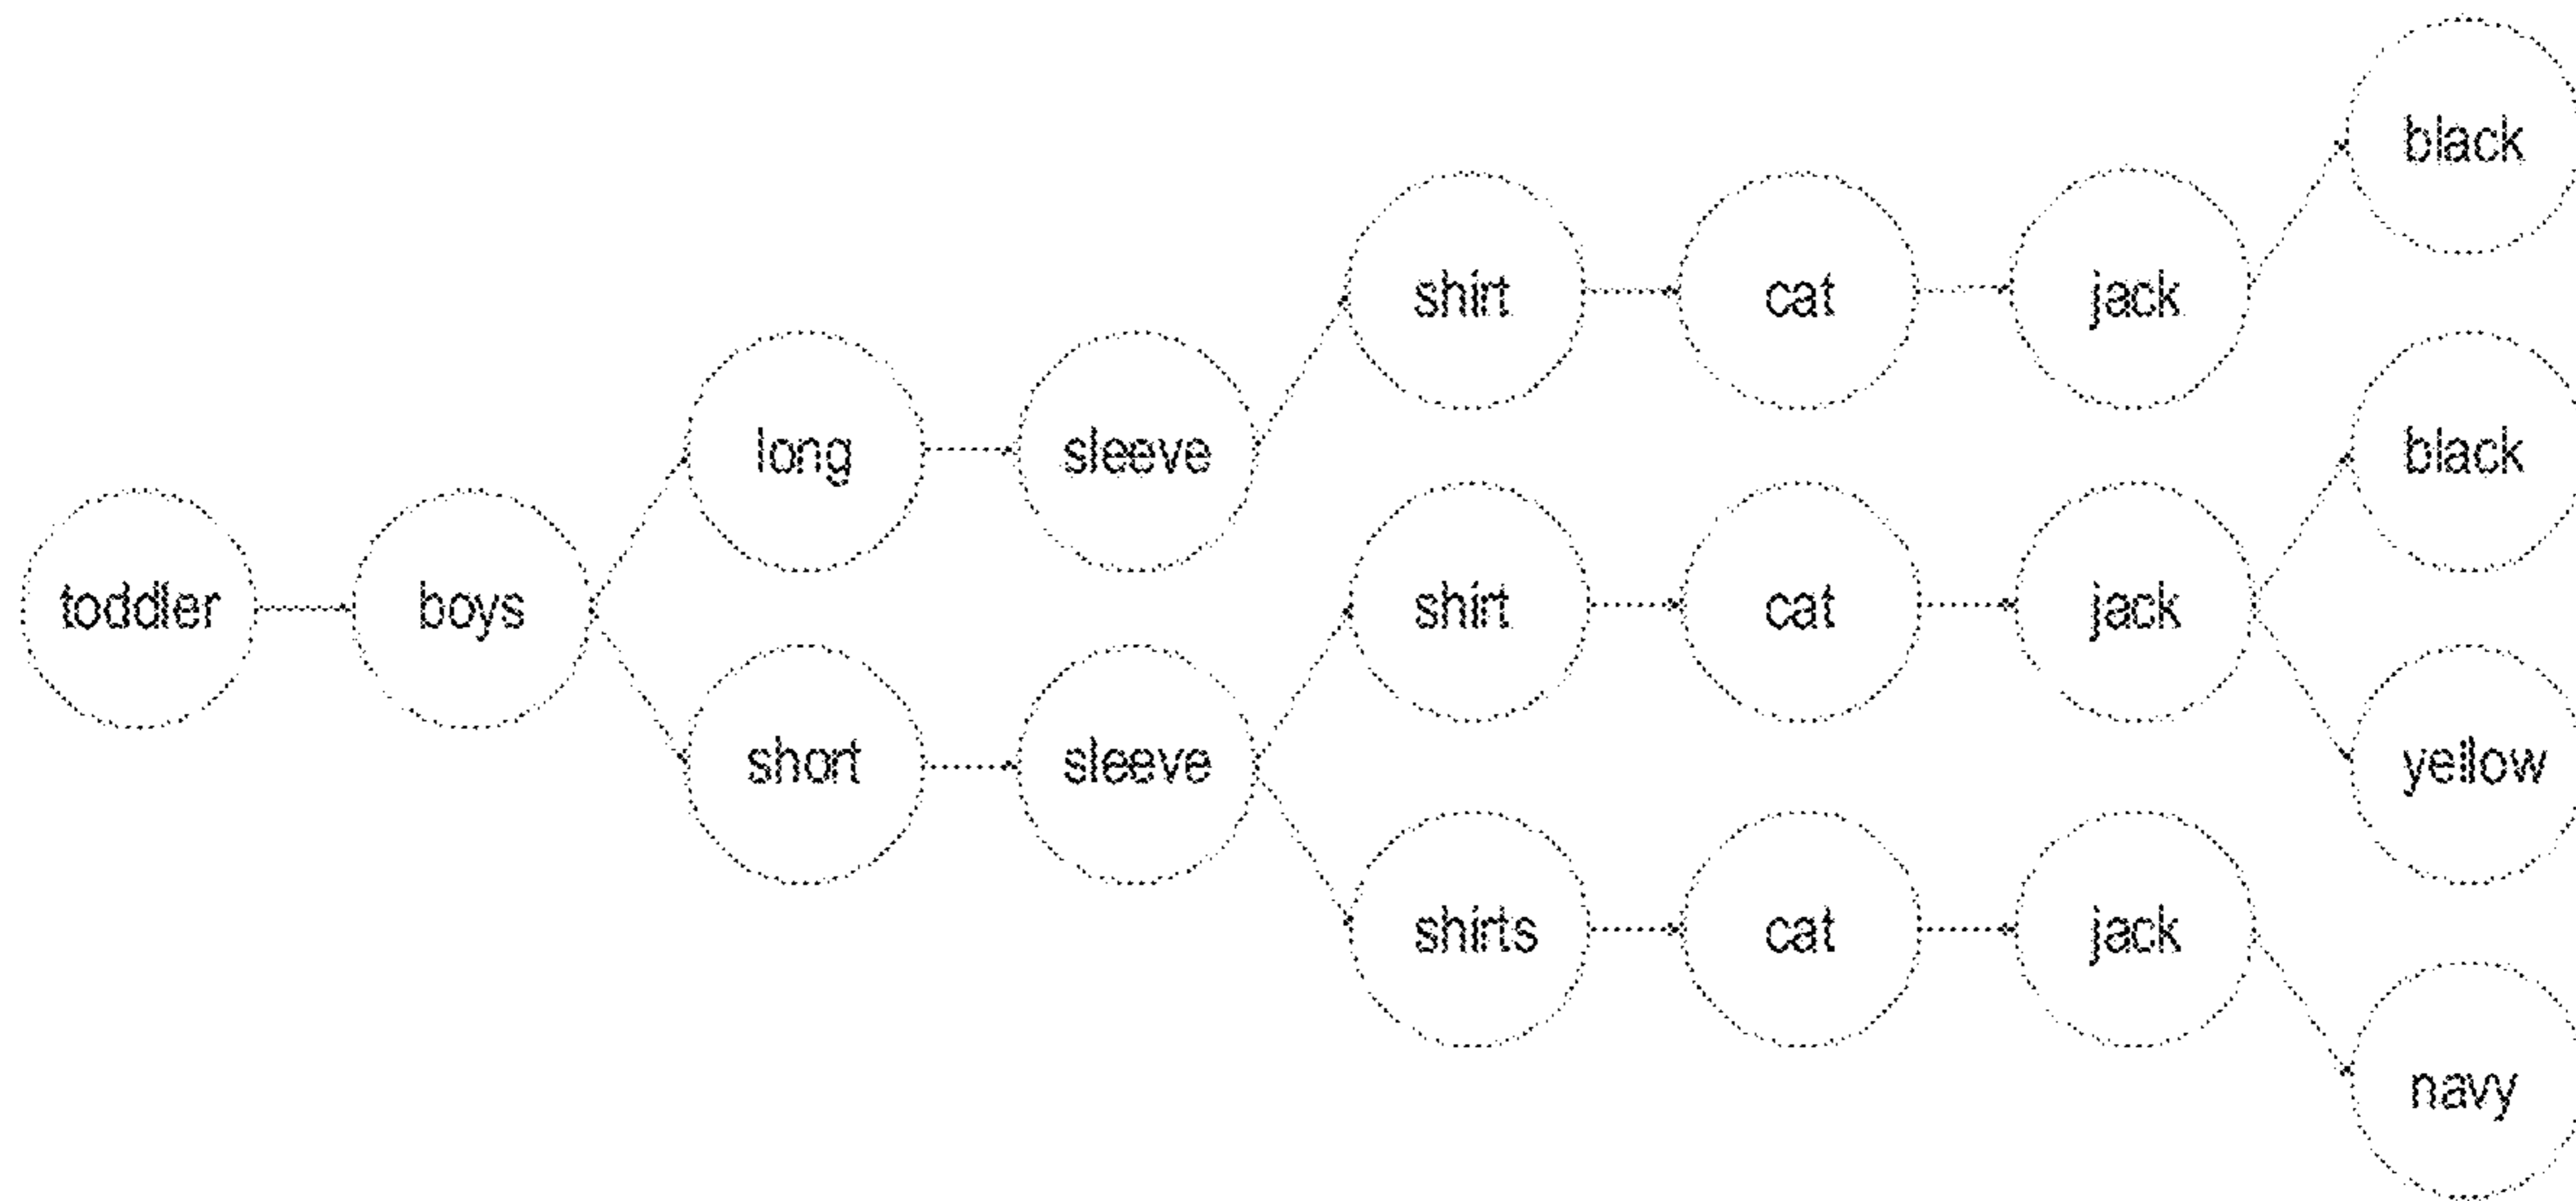 black
shirt cat jack
long sleeve black
toddler boys shirt cat jack
short sleeve yellow
shirts cat jack
navy